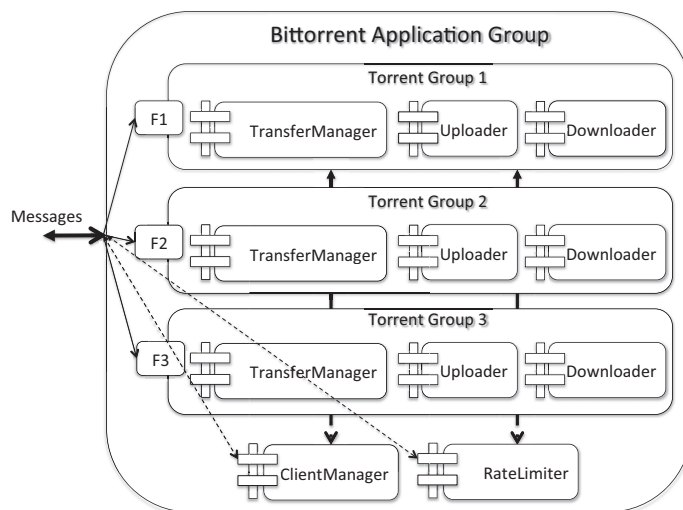 Bittorrent Application Group
Torrent Group 1
F1
TransferManager
Uploader
Downloader
Messages
Torrent Group 2
F2
TransferManager
Uploader
Downloader
Torrent Group 3
F3
TransferManager
Uploader
Downloader
ClientManager
RateLimiter